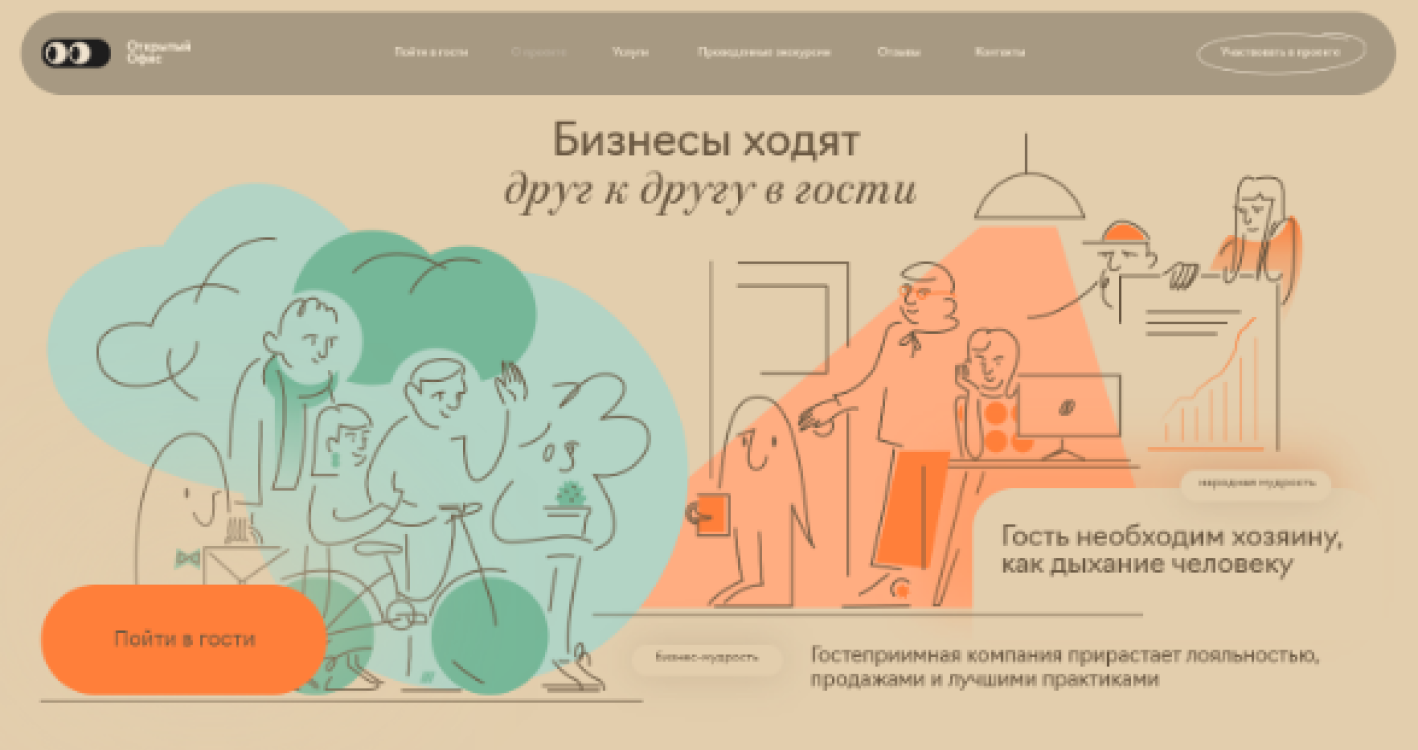 Открытый
Офис
Пойти в гости
О проекте
Услуги
Проведенные экскурсии
Отзывы
Контакты
Участвовать в проекте
Бизнесы ходят
друг к другу в гости
народная мудрость
Гость необходим хозяину,
как дыхание человеку
Пойти в гости
бизнес-мудрость
Гостеприимная компания прирастает лояльностью,
продажами и лучшими практиками